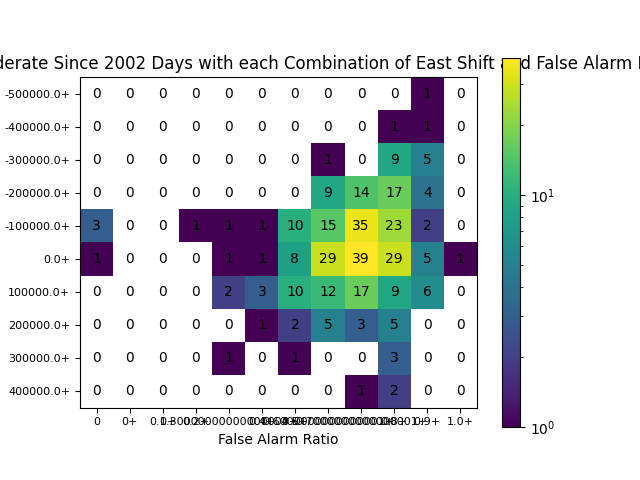 derate Since 2002 Days with each Combination of East Shift and False Alarm
-500000.0+ 0 0 0 0 0 0 0 0 0 0 1 0
-400000.0+ 0 0 0 0 0 0 0 0 0 1 1 0
-300000.0+ 0 0 0 0 0 0 0 1 0 9 5 0
-200000.0+ 0 0 0 0 0 0 0 9 14 17 4 0
-100000.0+ 3 0 0 1 1 1 10 15 35 23 2 0
0.0+ 1 0 0 0 1 1 8 29 39 29 5 1
100000.0+ 0 0 0 0 2 3 10 12 17 9 6 0
200000.0+ 0 0 0 0 0 1 2 5 3 5 0 0
300000.0+ 0 0 0 0 1 0 1 0 0 3 0 0
400000.0+ 0 0 0 0 0 0 0 0 1 2 0 0
0 0+ 1.0+
False Alarm Ratio
10¹
10⁰